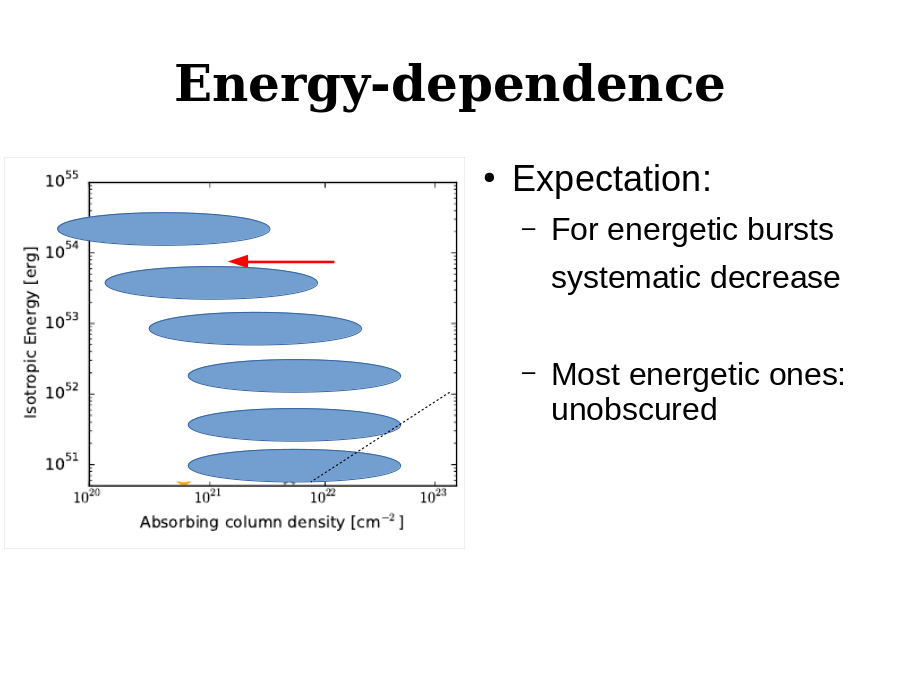 Energy-dependence
10^55
10^54
10^53
10^52
10^51
Isotropic Energy [erg]
10^20
10^21
10^22
10^23
Absorbing column density [cm^−2 ]
• Expectation:
– For energetic bursts
systematic decrease
– Most energetic ones:
unobscured